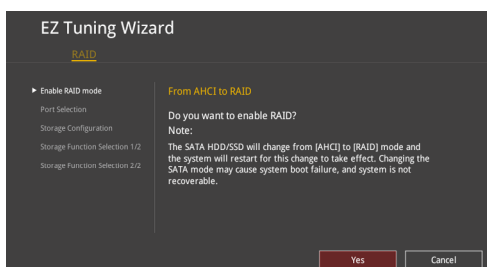 EZ Tuning Wizard
RAID
Enable RAID mode
Port Selection
Storage Configuration
Storage Function Selection 1/2
Storage Function Selection 2/2
From AHCI to RAID
Do you want to enable RAID?
Note:
The SATA HDD/SSD will change from [AHCI] to [RAID] mode and
the system will restart for this change to take effect. Changing the
SATA mode may cause system boot failure, and system is not
recoverable.
Yes
Cancel